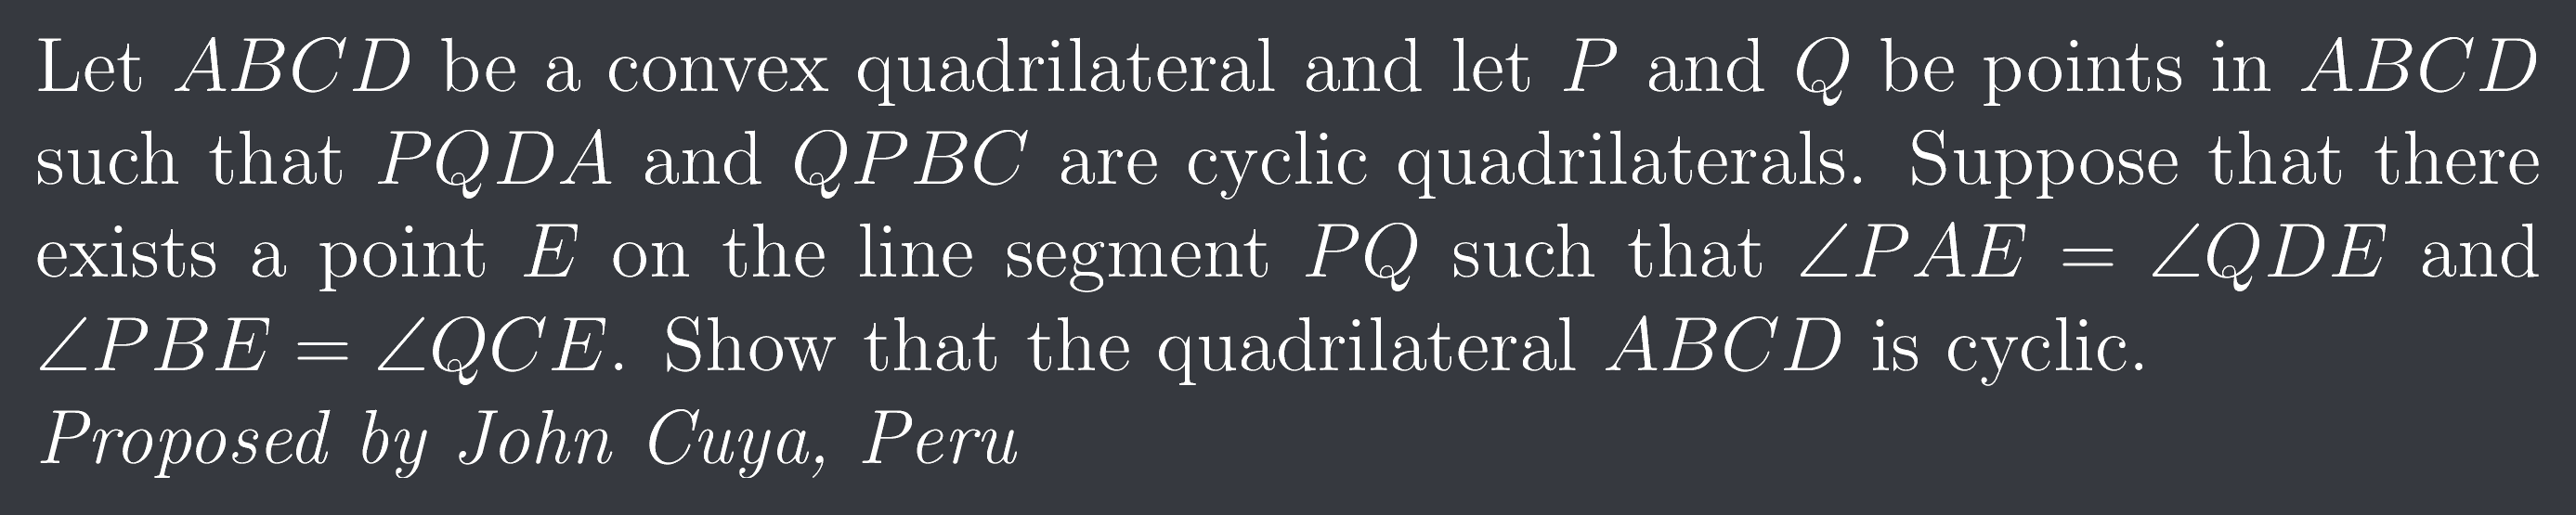 Let ABCD be a convex quadrilateral and let P and Q be points in ABCD
such that PQDA and QPBC are cyclic quadrilaterals. Suppose that there
exists a point E on the line segment PQ such that ∠PAE = ∠QDE and
∠PBE = ∠QCE. Show that the quadrilateral ABCD is cyclic.
Proposed by John Cuya, Peru